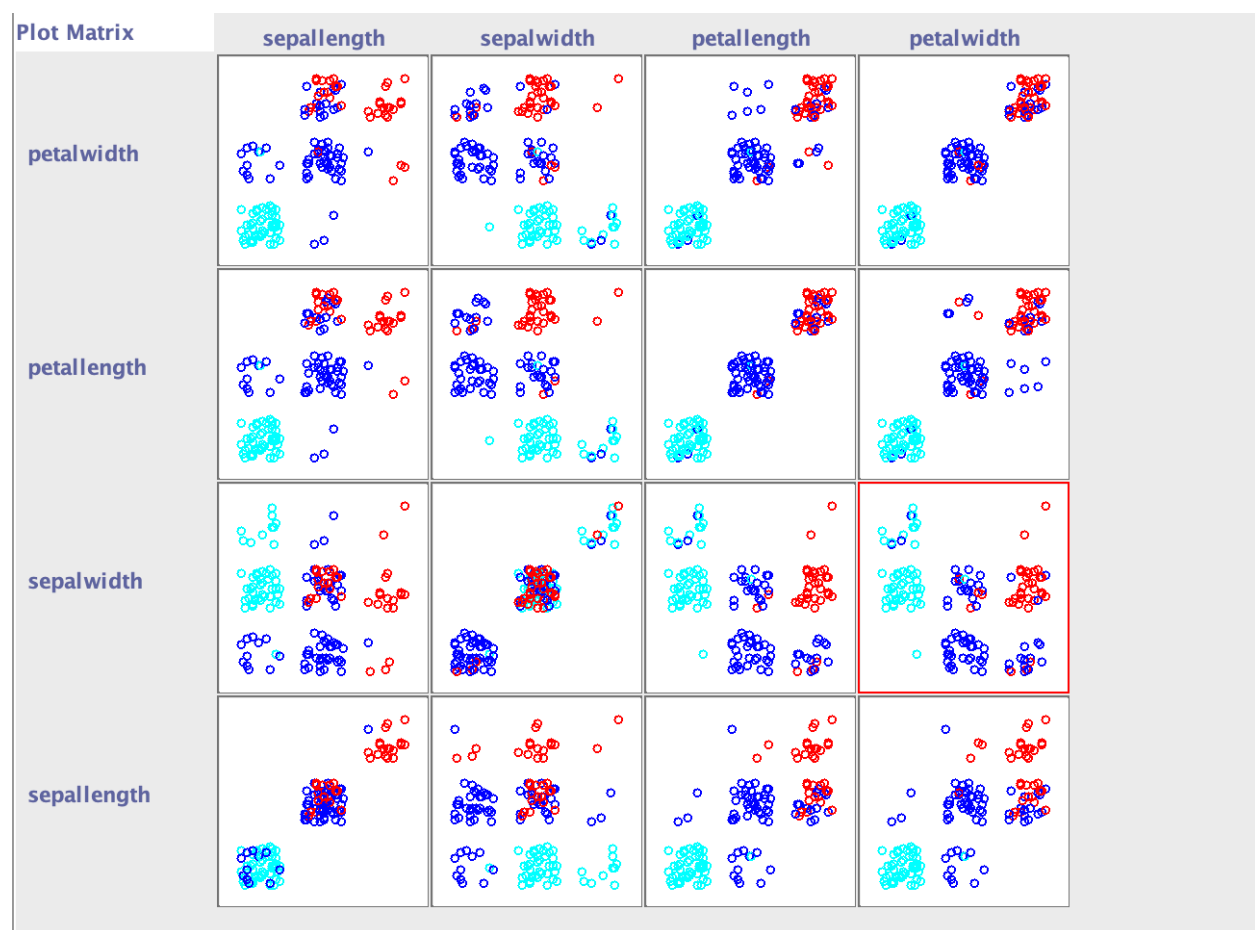 Plot Matrix
sepallength sepalwidth petallength petalwidth
petalwidth
petallength
sepalwidth
sepallength